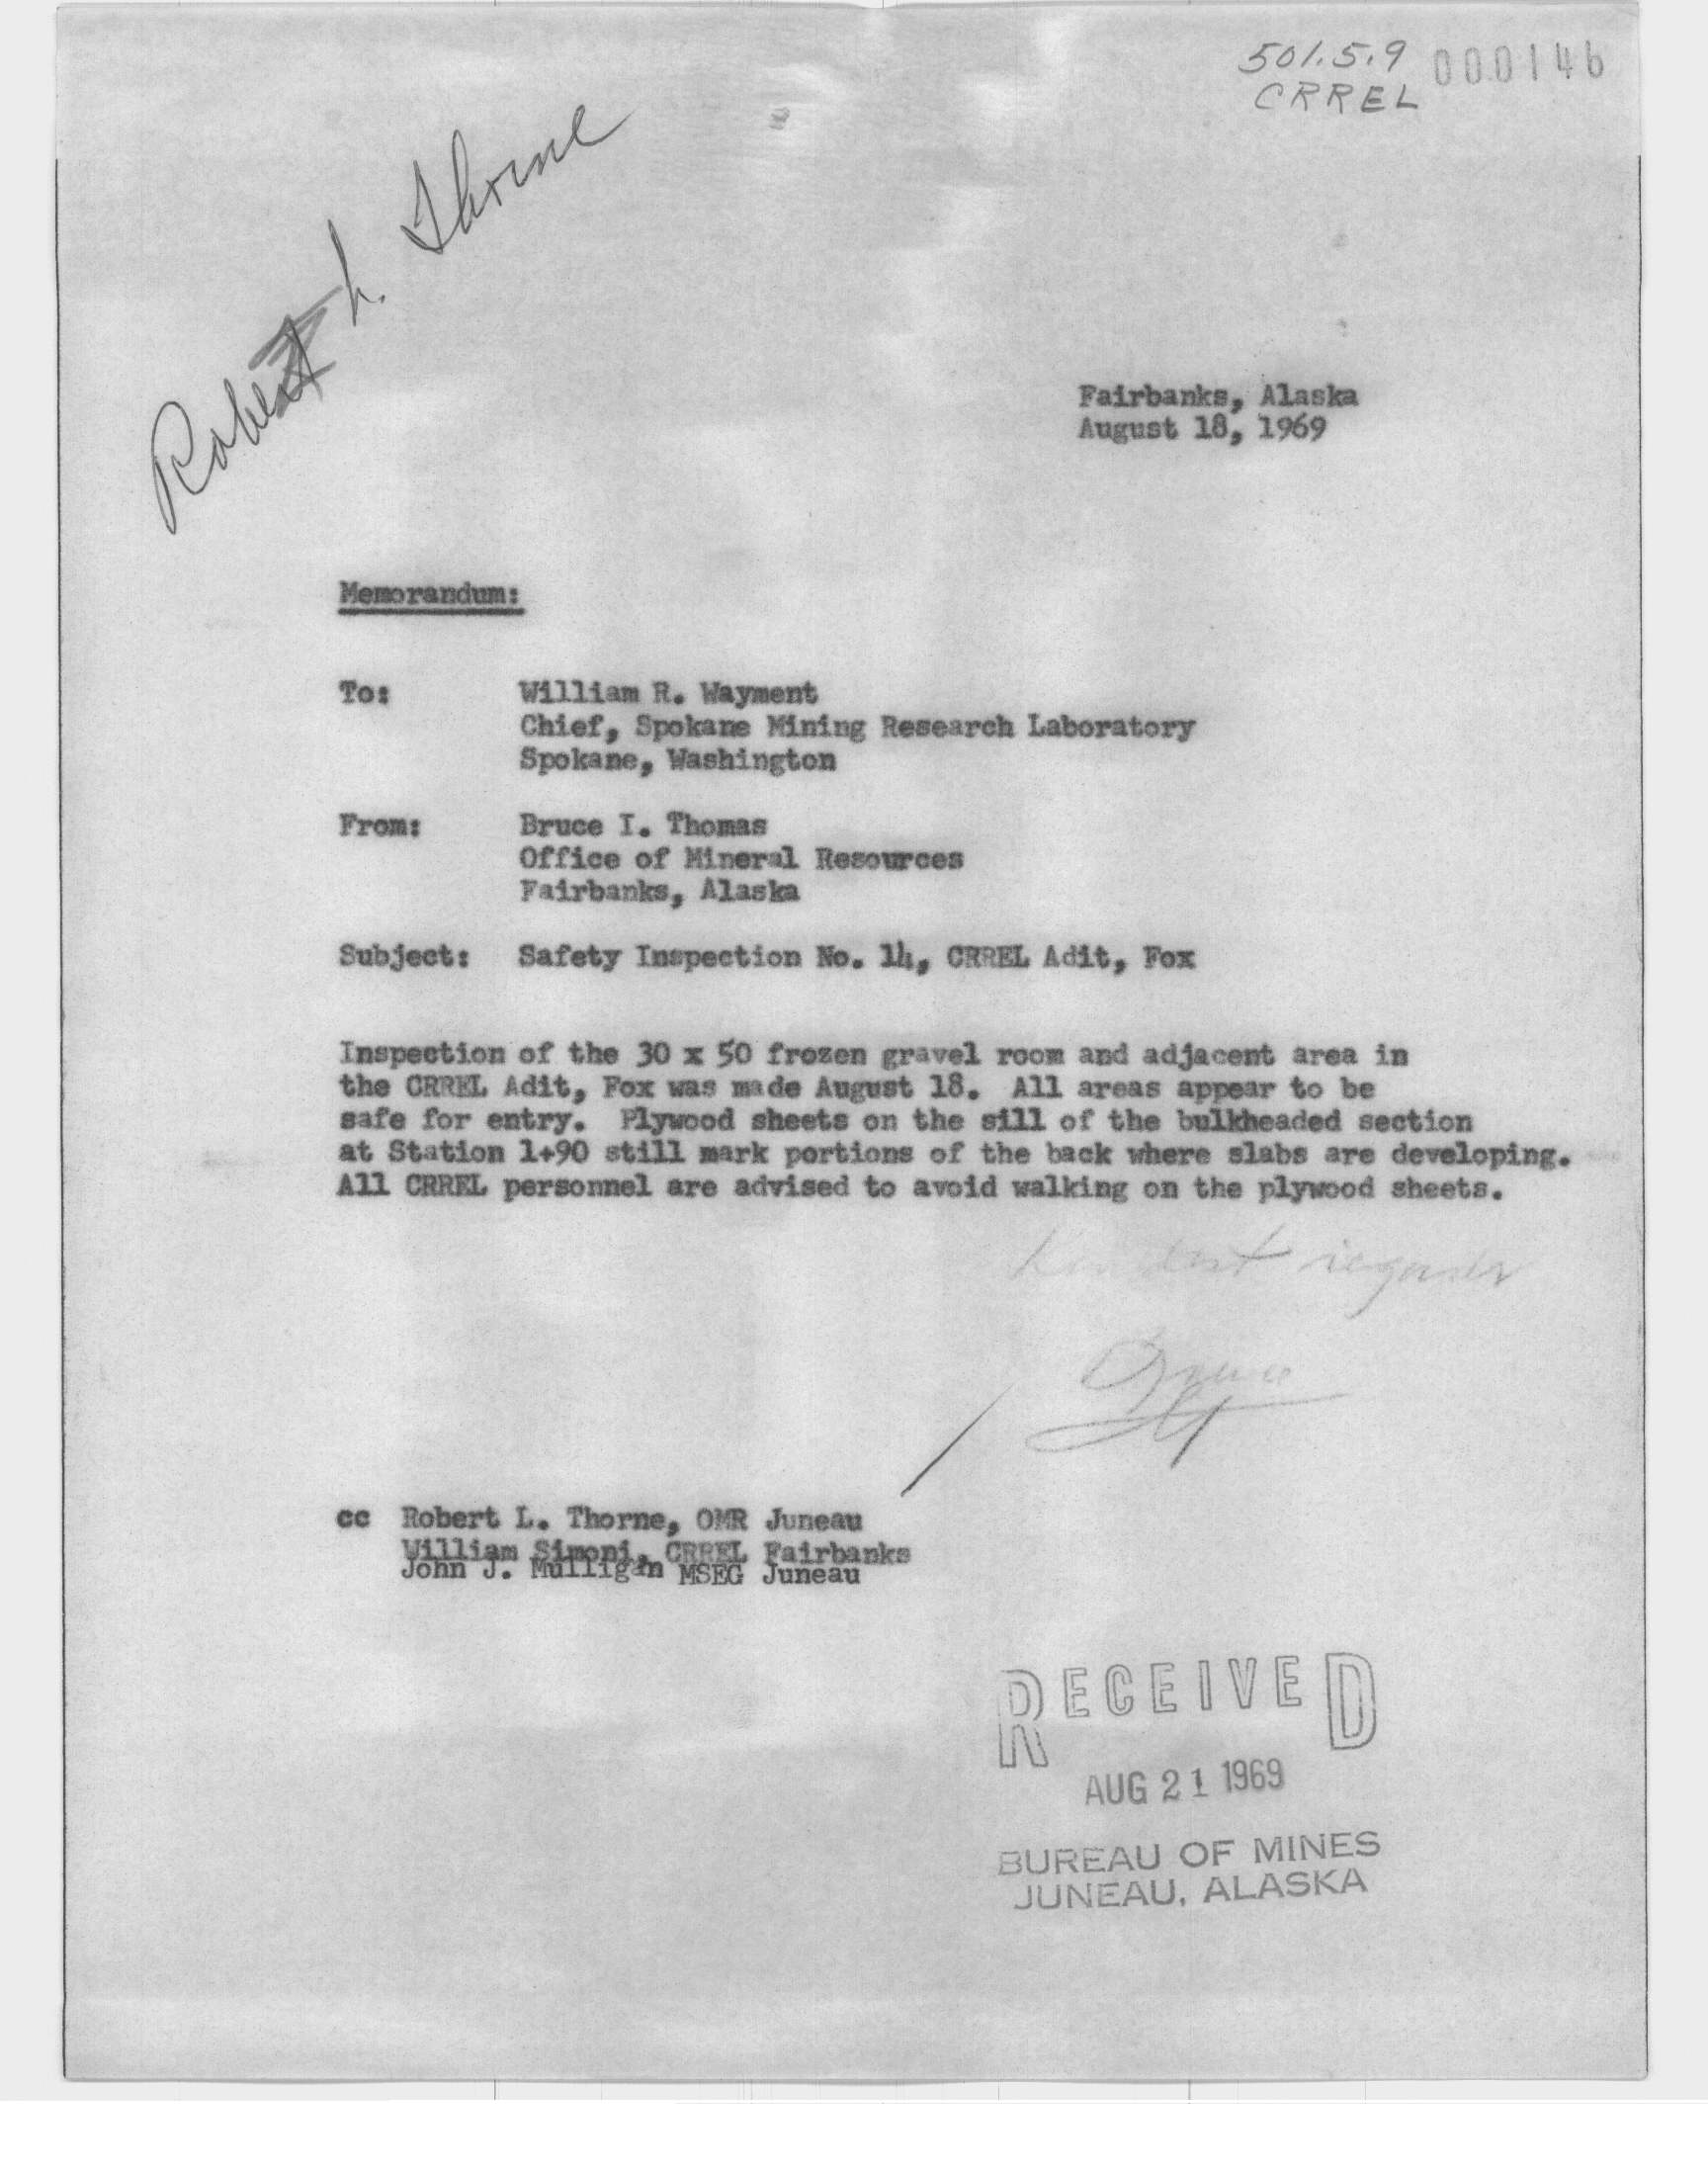 501.5.9 000146
CRREL
Robert L. Thorne
Fairbanks, Alaska
August 18, 1969
Memorandum:
To: William R. Wayment
Chief, Spokane Mining Research Laboratory
Spokane, Washington
From: Bruce I. Thomas
Office of Mineral Resources
Fairbanks, Alaska
Subject: Safety Inspection No. 14, CRREL Adit, Fox
Inspection of the 30 x 50 frozen gravel room and adjacent area in
the CRREL Adit, Fox was made August 18. All areas appear to be
safe for entry. Plywood sheets on the sill of the bulkheaded section
at Station 1+90 still mark portions of the back where slabs are developing.
All CRREL personnel are advised to avoid walking on the plywood sheets.
Kindest regards
Bruce
cc Robert L. Thorne, OMR Juneau
William Simoni, CRREL Fairbanks
John J. Mulligan MSEG Juneau
RECEIVED
AUG 21 1969
BUREAU OF MINES
JUNEAU, ALASKA